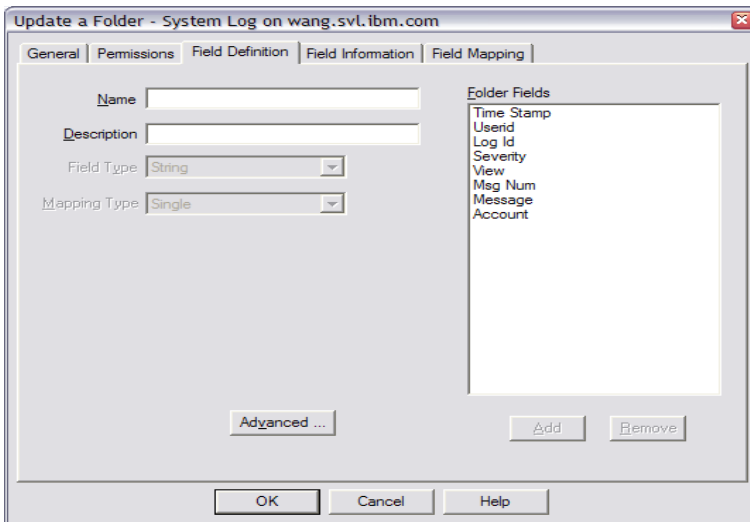 Update a Folder - System Log on wang.svl.ibm.com
General
Permissions
Field Definition
Field Information
Field Mapping
Name
Description
Field Type
String
Mapping Type
Single
Advanced ...
Folder Fields
Time Stamp
Userid
Log Id
Severity
View
Msg Num
Message
Account
Add
Remove
OK
Cancel
Help